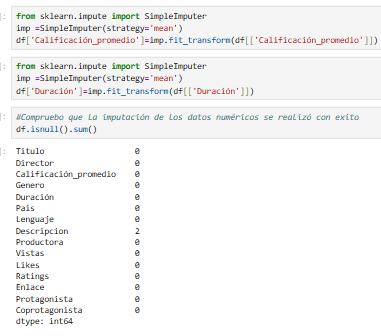 : from sklearn.impute import SimpleImputer
imp =SimpleImputer(strategy='mean')
df['Calificación_promedio']=imp.fit_transform(df[['Calificación_promedio']])
: from sklearn.impute import SimpleImputer
imp =SimpleImputer(strategy='mean')
df['Duración']=imp.fit_transform(df[['Duración']])
: #Compruebo que la imputación de los datos numéricos se realizó con exito
df.isnull().sum()
: Titulo 0
Director 0
Calificación_promedio 0
Genero 0
Duración 0
Pais 0
Lenguaje 0
Descripcion 2
Productora 0
Vistas 0
Likes 0
Ratings 0
Enlace 0
Protagonista 0
Coprotagonista 0
dtype: int64